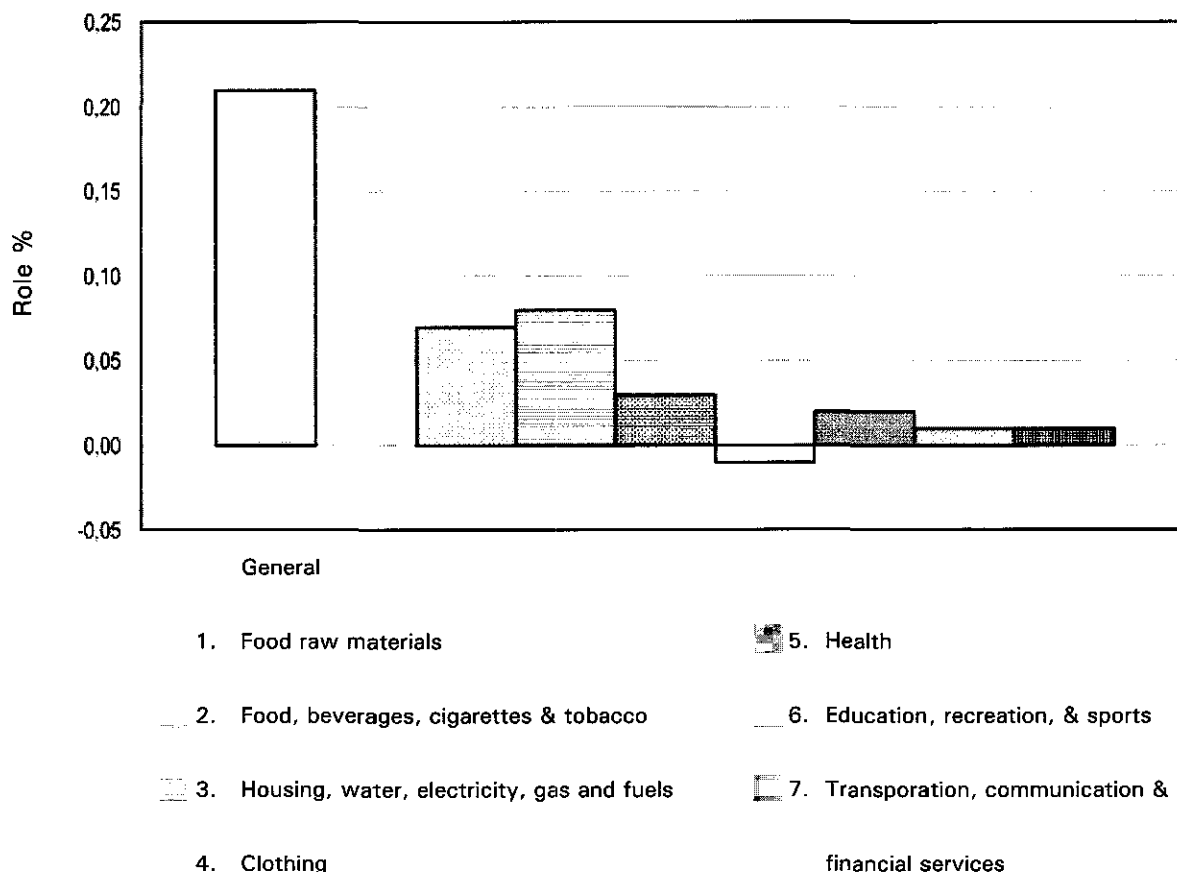 0,25
0,20
0,15
0,10
0,05
0,00
-0,05
Role %
General
1. Food raw materials
2. Food, beverages, cigarettes & tobacco
3. Housing, water, electricity, gas and fuels
4. Clothing
5. Health
6. Education, recreation, & sports
7. Transporation, communication &
financial services